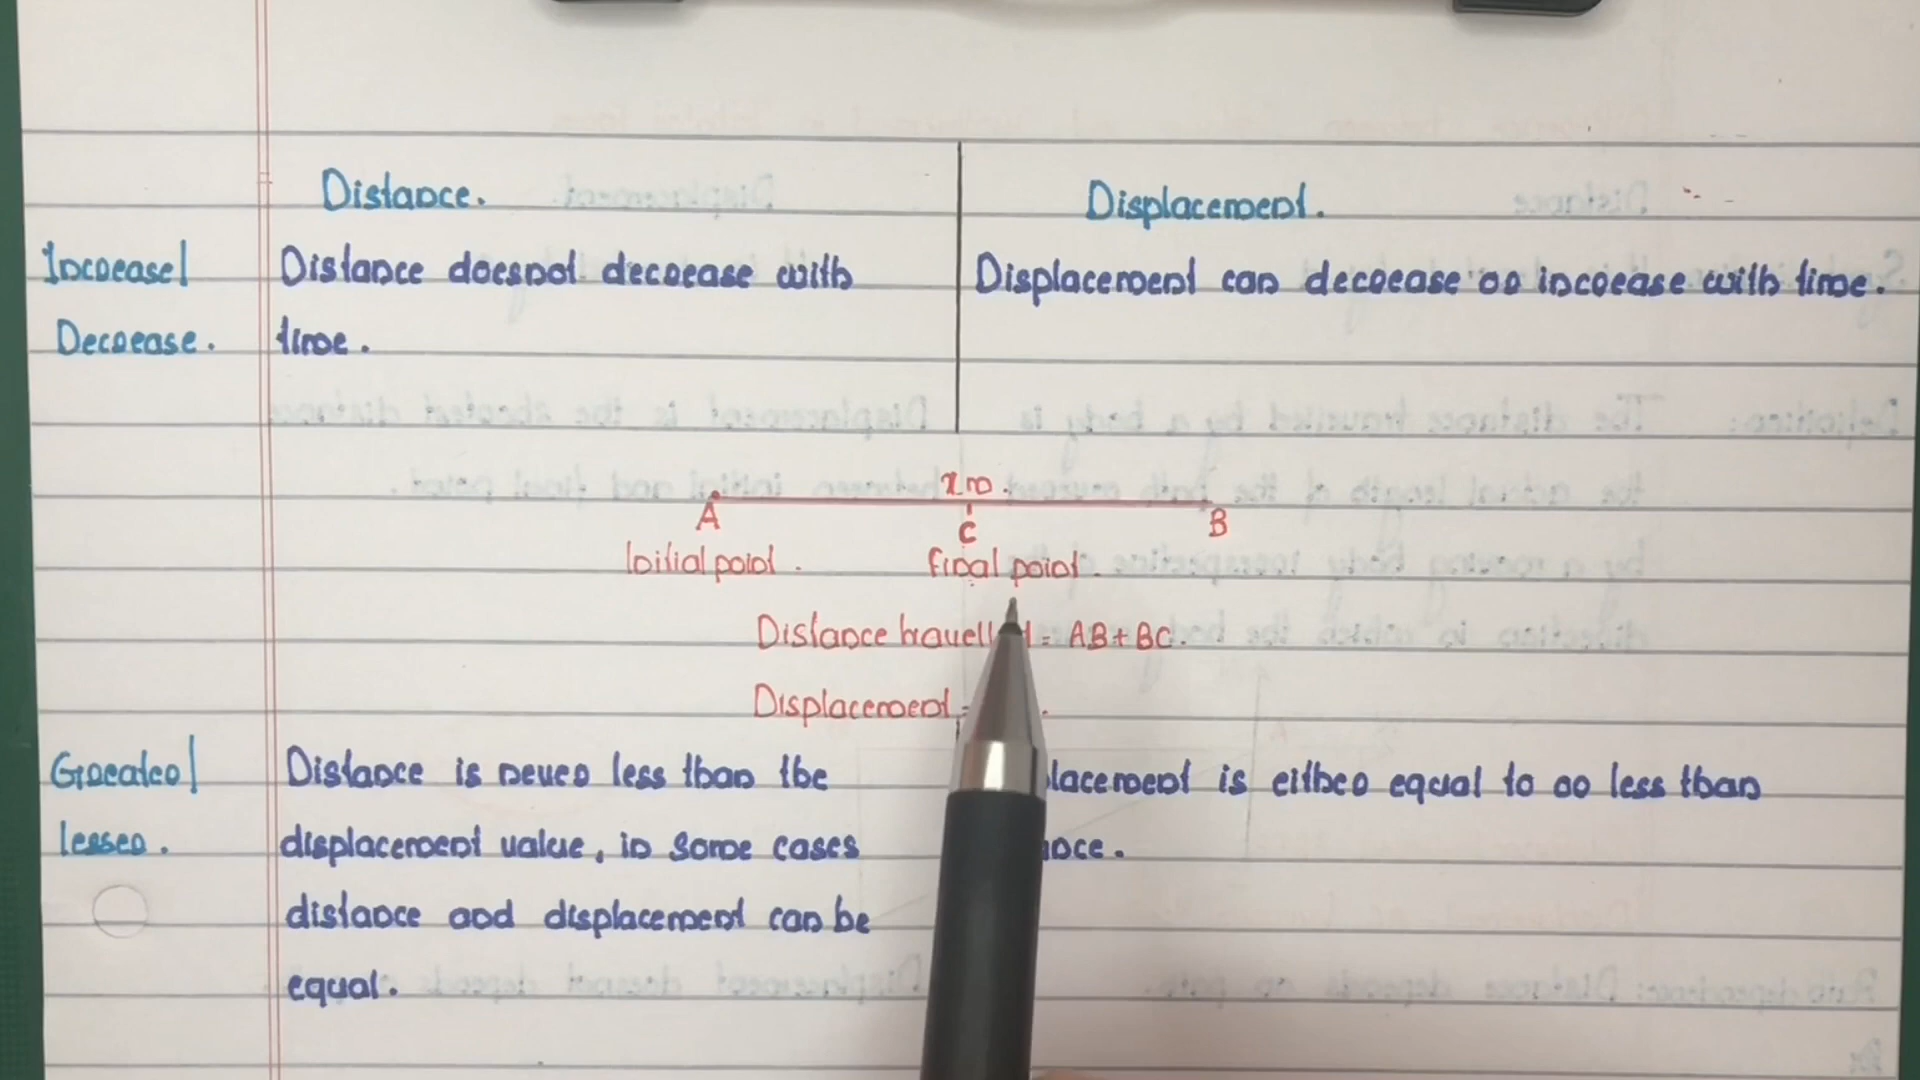 Distance.
Displacement.
Increase|
Distance doesnot decrease with
Displacement can decrease or increase with time.
Decrease.
time.
xm.
A
C
B
Initial point.
final point.
Distance travelled = AB+BC.
Displacement =
Greater|
Distance is never less than the
placement is either equal to or less than
lesser.
displacement value, in some cases
nce.
distance and displacement can be
equal.